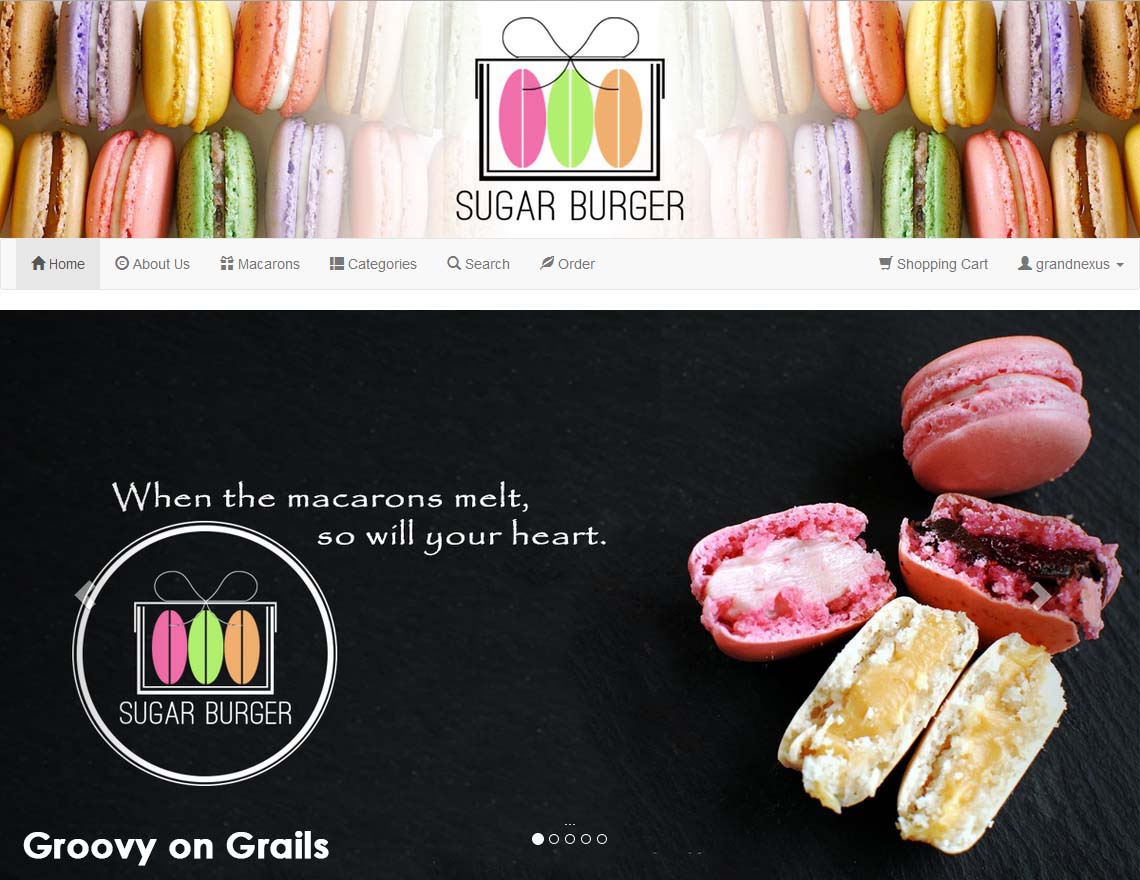 SUGAR BURGER
Home
About Us
Macarons
Categories
Search
Order
Shopping Cart
grandnexus
When the macarons melt,
so will your heart.
SUGAR BURGER
...
Groovy on Grails